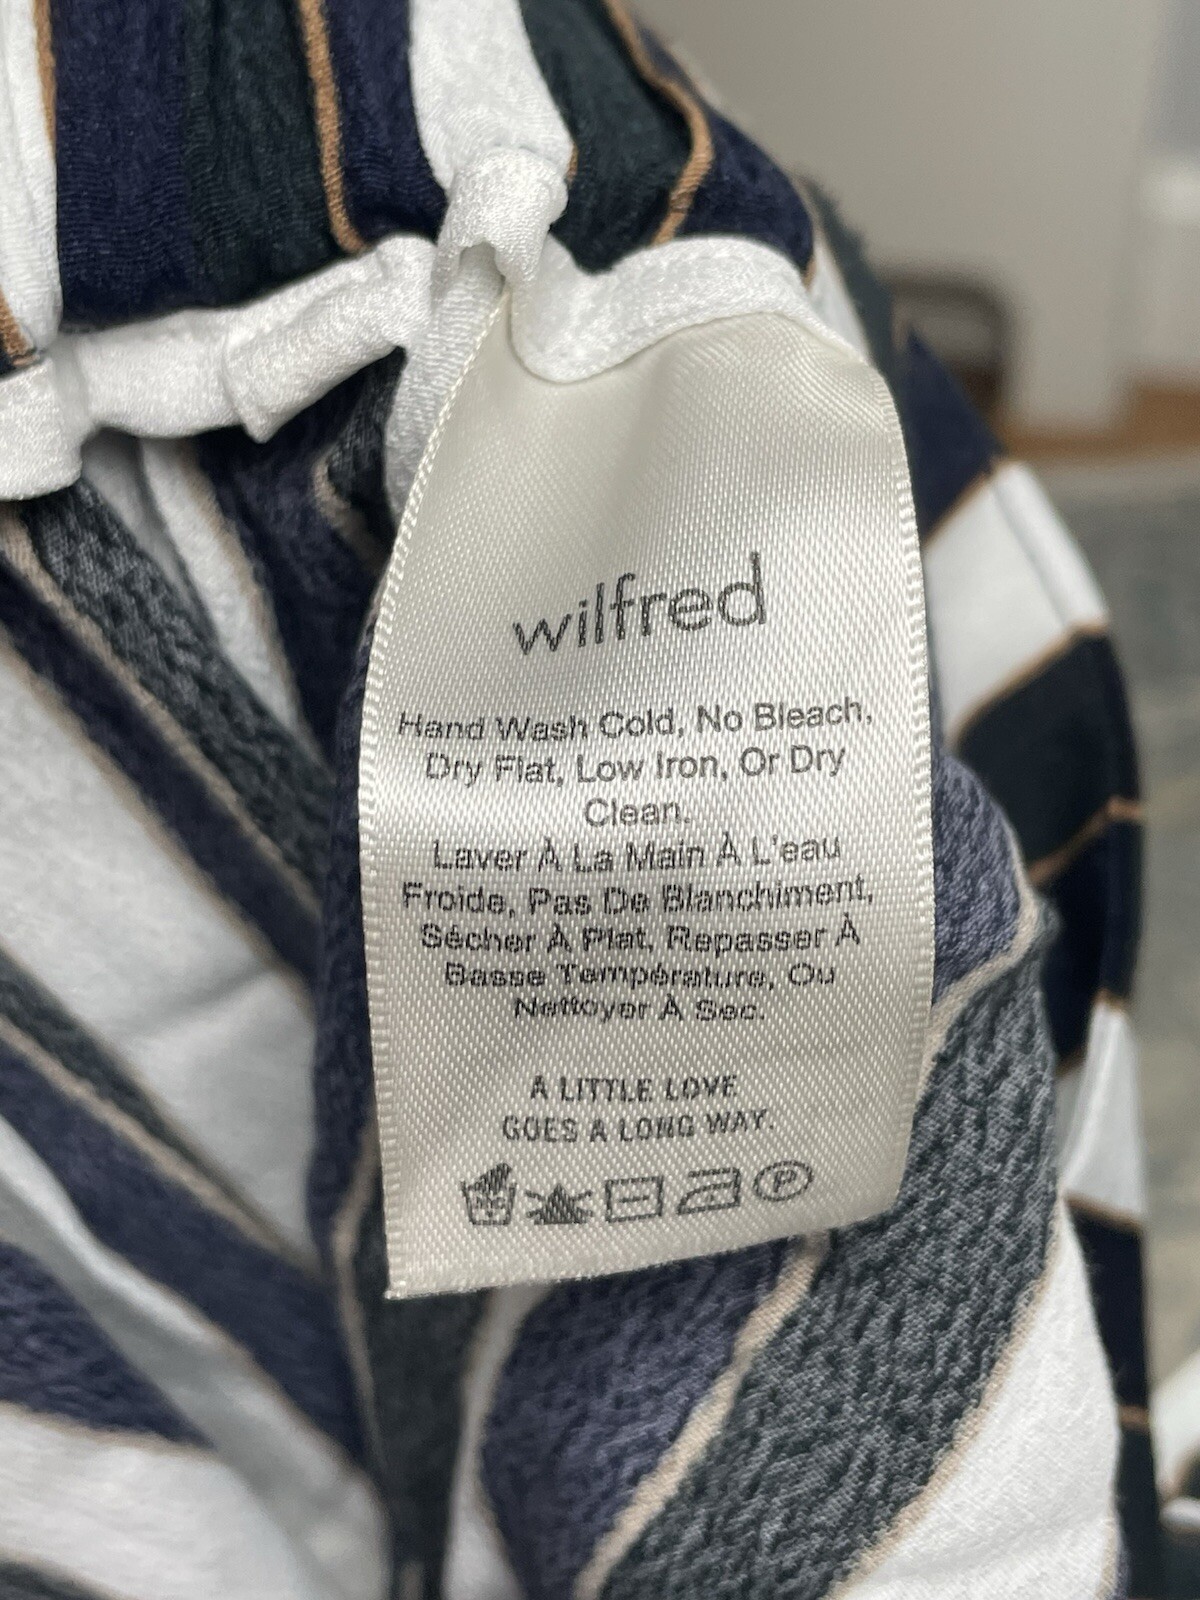 wilfred
Hand Wash Cold, No Bleach,
Dry Flat, Low Iron, Or Dry
Clean.
Laver À La Main À L'eau
Froide, Pas De Blanchiment,
Sécher À Plat, Repasser À
Basse Température, Ou
Nettoyer À Sec.
A LITTLE LOVE
GOES A LONG WAY.
P